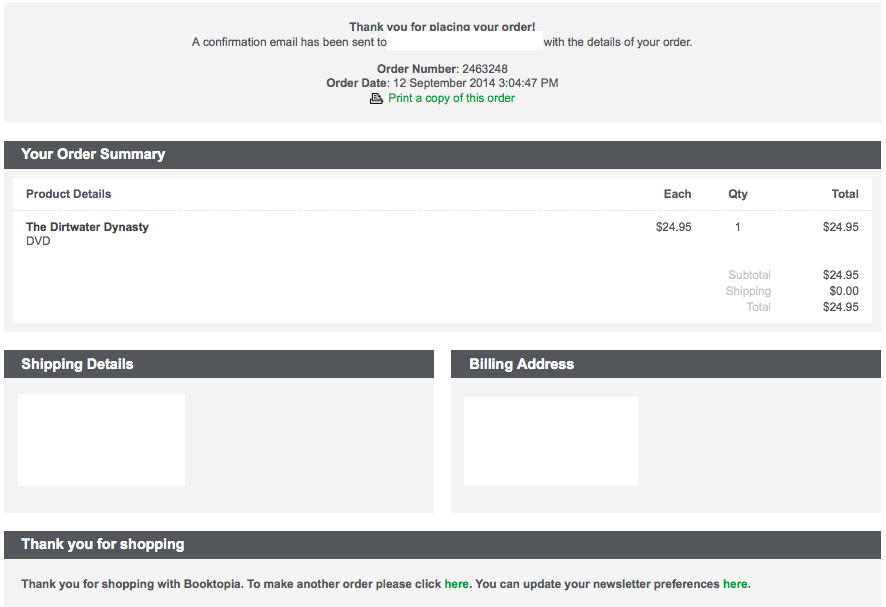 Thank you for placing your order!
A confirmation email has been sent to with the details of your order.
Order Number: 2463248
Order Date: 12 September 2014 3:04:47 PM
Print a copy of this order
Your Order Summary
Product Details Each Qty Total
The Dirtwater Dynasty $24.95 1 $24.95
DVD
Subtotal $24.95
Shipping $0.00
Total $24.95
Shipping Details Billing Address
Thank you for shopping
Thank you for shopping with Booktopia. To make another order please click here. You can update your newsletter preferences here.